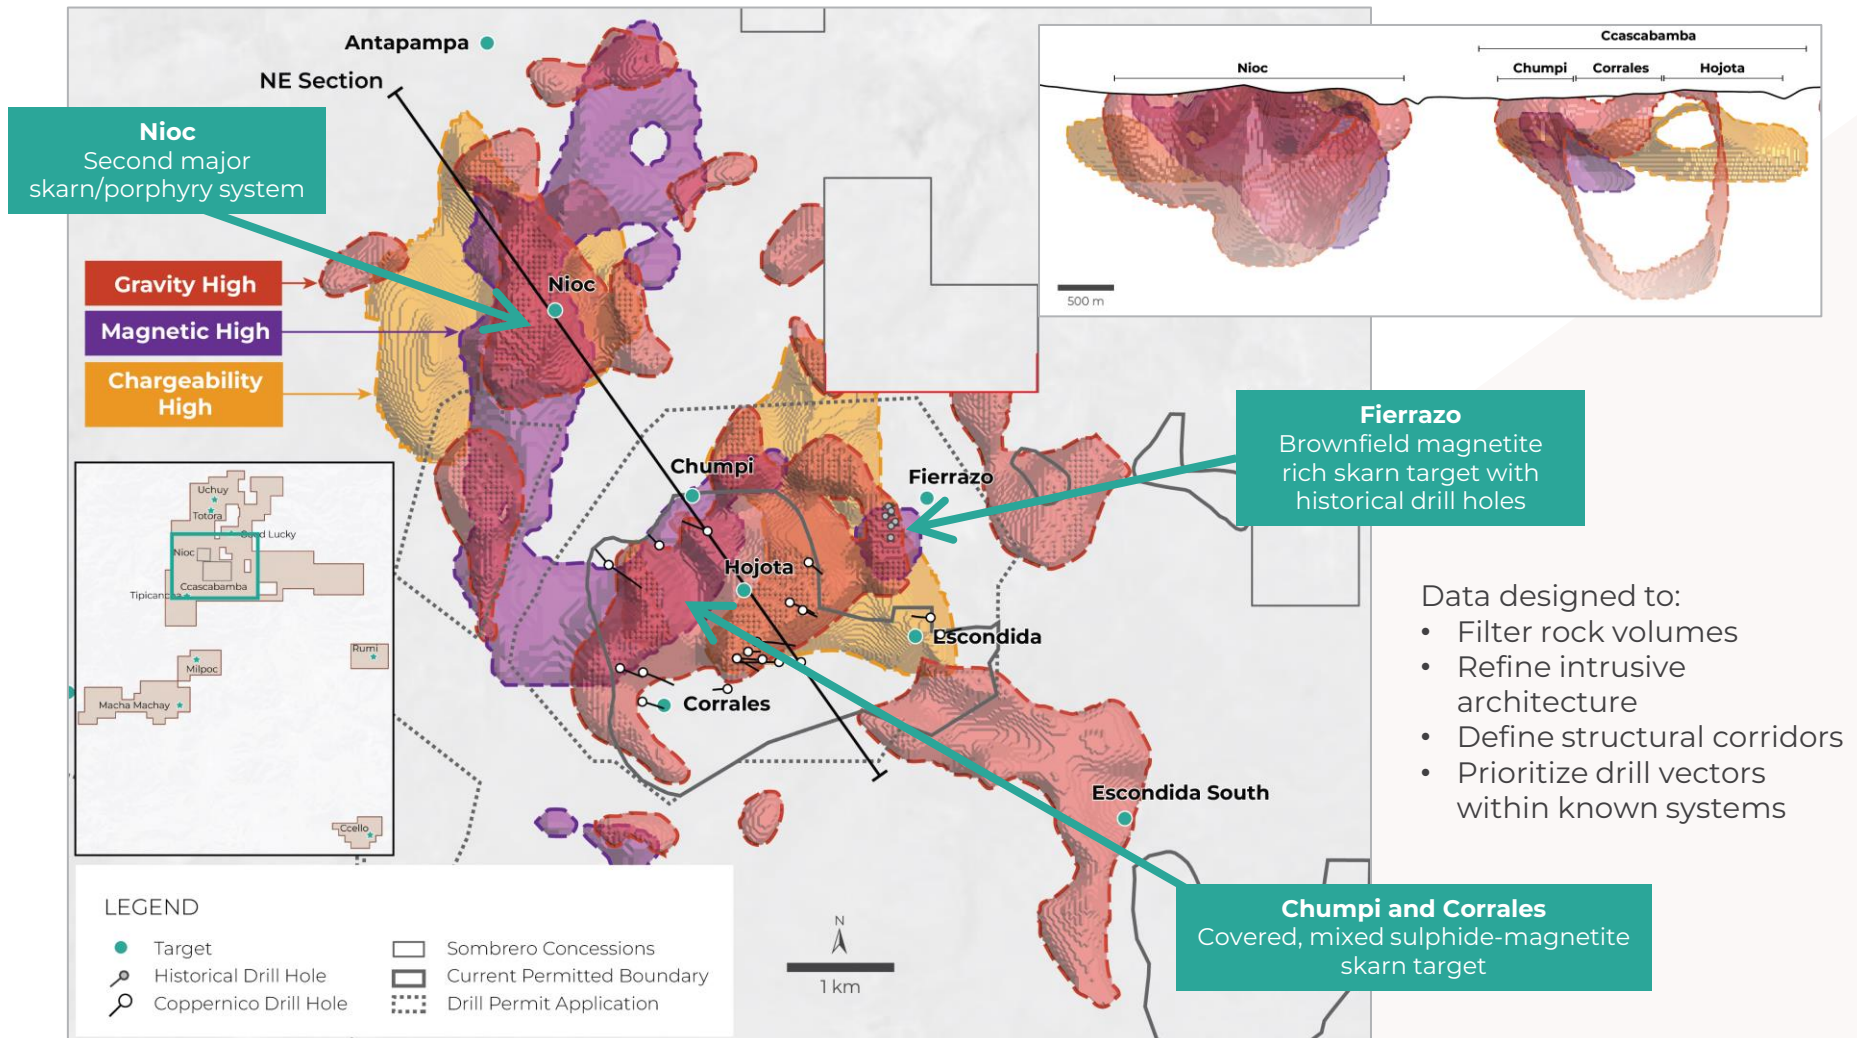 Antapampa
NE Section
Nioc
Second major
skarn/porphyry system
Gravity High
Magnetic High
Chargeability
High
Nioc
Chumpi
Fierrazo
Hojota
Escondida
Corrales
Escondida South
Ccascabamba
Nioc
Chumpi
Corrales
Hojota
500 m
Fierrazo
Brownfield magnetite
rich skarn target with
historical drill holes
Data designed to:
• Filter rock volumes
• Refine intrusive
architecture
• Define structural corridors
• Prioritize drill vectors
within known systems
Chumpi and Corrales
Covered, mixed sulphide-magnetite
skarn target
Uchuy
Totora
Good Lucky
Nioc
Ccascabamba
Tipicancha
Milpoc
Rumi
Macha Machay
Ccello
LEGEND
Target
Historical Drill Hole
Coppernico Drill Hole
Sombrero Concessions
Current Permitted Boundary
Drill Permit Application
N
1 km